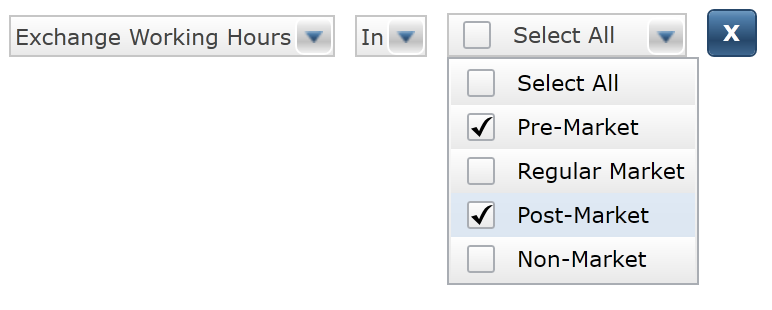 Exchange Working Hours In Select All X
Select All
Pre-Market
Regular Market
Post-Market
Non-Market